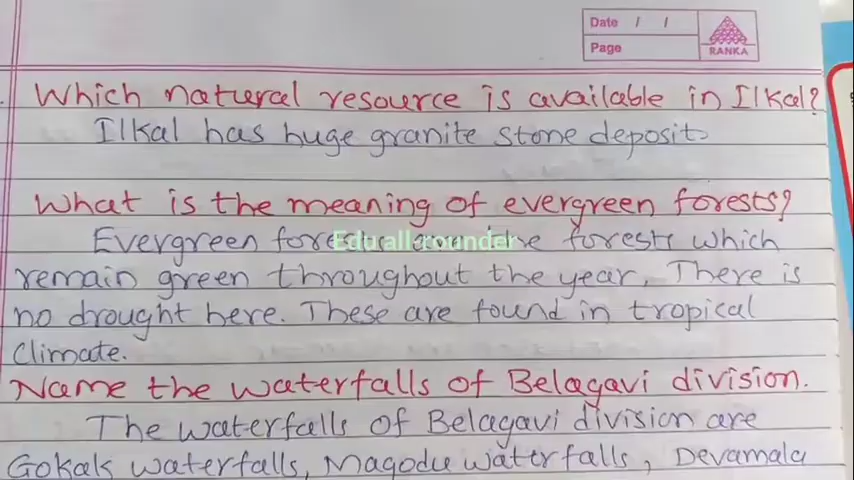 Date / /
Page
RANKA
Which natural resource is available in Ilkal?
Ilkal has huge granite stone deposits
What is the meaning of evergreen forests?
Evergreen forests are the forests which
Eduallrounder
remain green throughout the year. There is
no drought here. These are found in tropical
climate.
Name the waterfalls of Belagavi division.
The waterfalls of Belagavi division are
Gokak waterfalls, Magodu waterfalls, Devamala